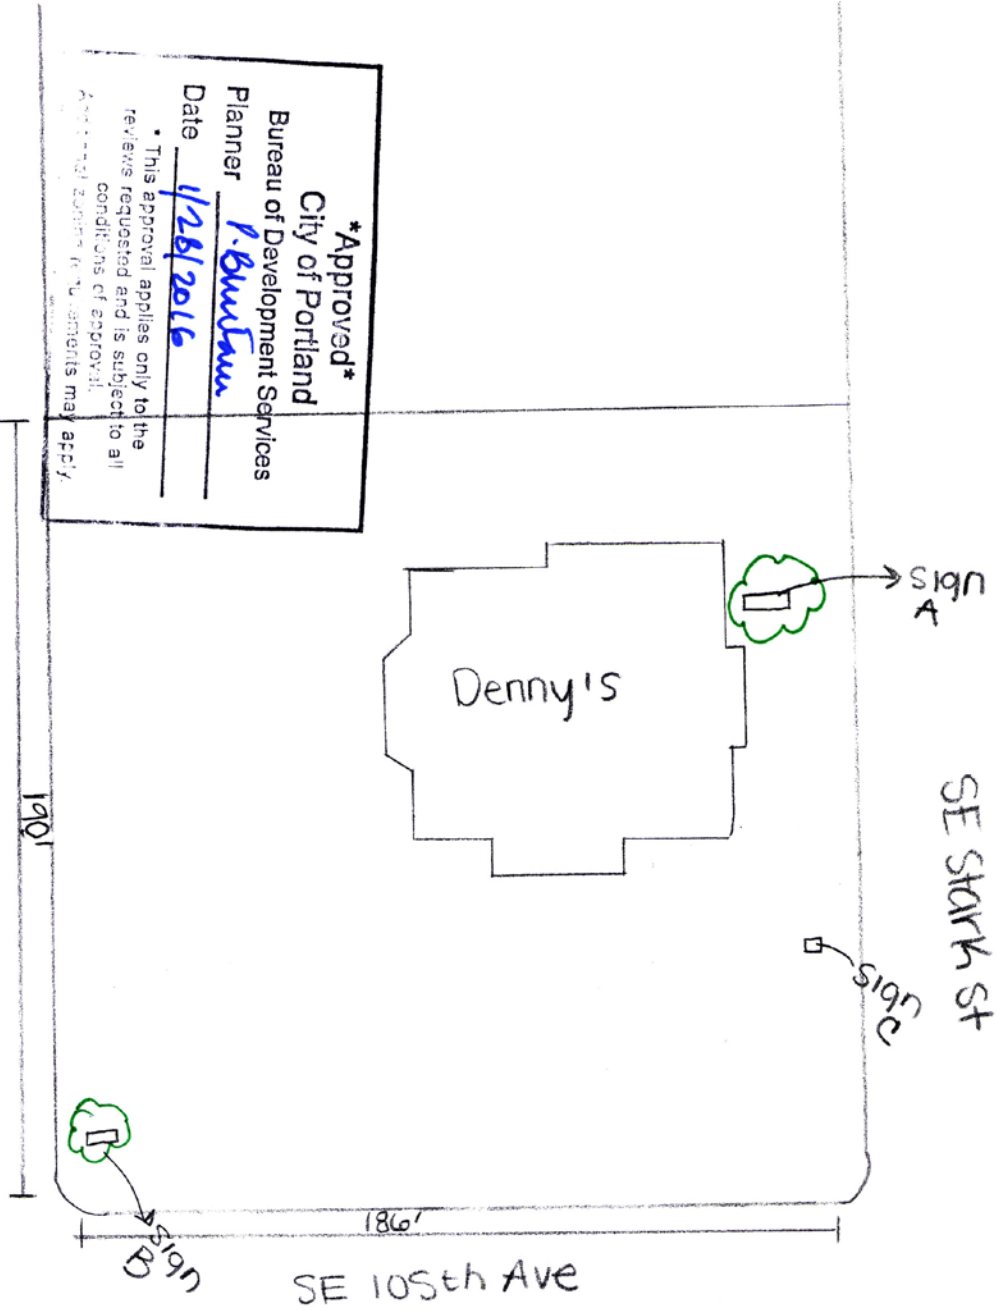 *Approved*
City of Portland
Bureau of Development Services
Planner
Date 1/28/2016
• This approval applies only to the
reviews requested and is subject to all
conditions of approval.
zoning requirements may apply.
Denny's
Sign
A
SE Stark St
Sign
C
190'
186'
Sign
B
SE 105th Ave